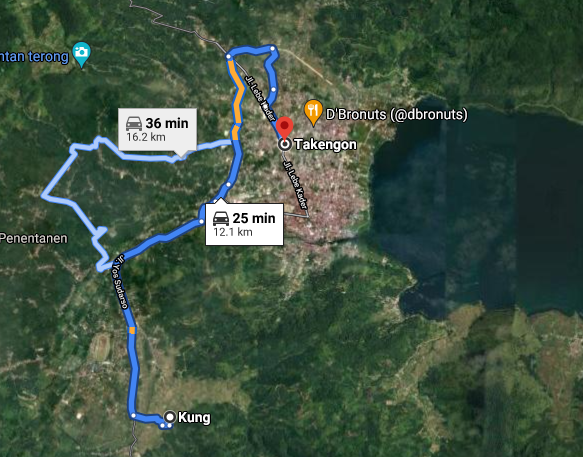 ntan terong
Jl. Lebe Kader
D'Bronuts (@dbronuts)
36 min
16.2 km
Takengon
Jl. Lebe Kader
25 min
12.1 km
Penentanen
Jl. Yos Sudarso
Kung